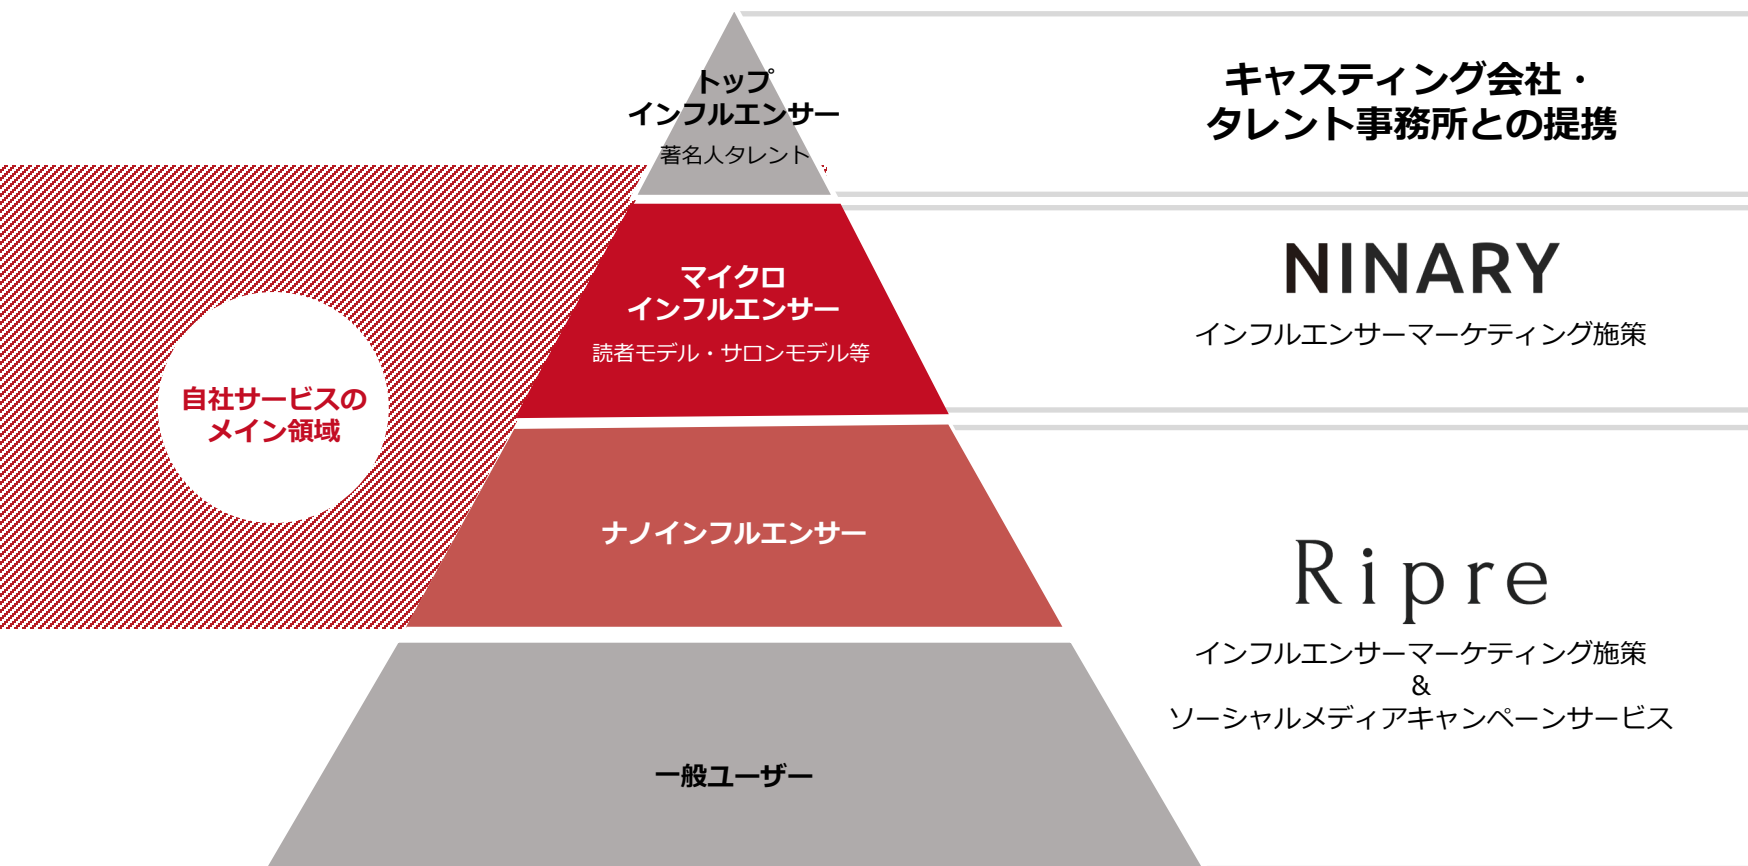 トップ
インフルエンサー
著名人タレント
キャスティング会社・
タレント事務所との提携
マイクロ
インフルエンサー
読者モデル・サロンモデル等
NINARY
インフルエンサーマーケティング施策
自社サービスの
メイン領域
ナノインフルエンサー
Ripre
インフルエンサーマーケティング施策
&
ソーシャルメディアキャンペーンサービス
一般ユーザー